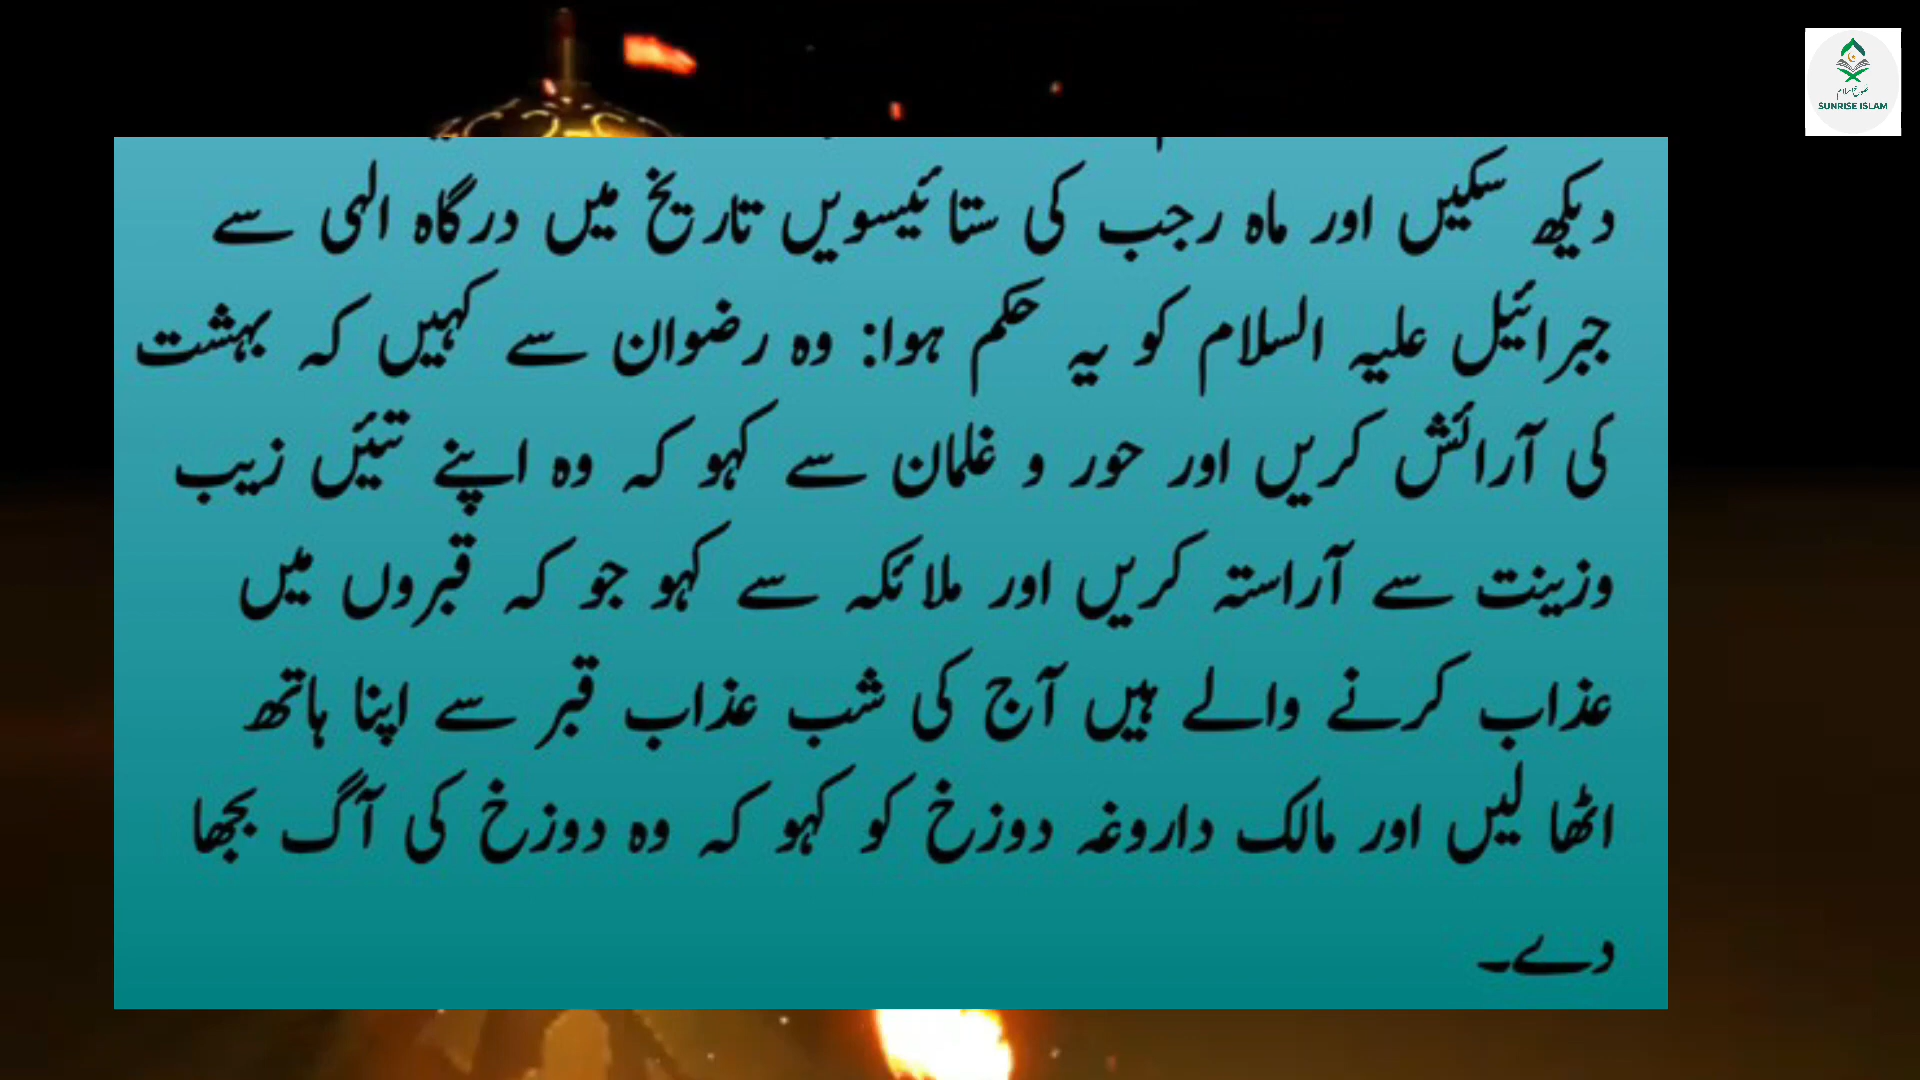 دیکھ سکیں اور ماہ رجب کی ستائیسویں تاریخ میں درگاہ الہی سے
جبرائیل علیہ السلام کو یہ حکم ہوا: وہ رضوان سے کہیں کہ بہشت
کی آرائش کریں اور حور و غلمان سے کہو کہ وہ اپنے تئیں زیب
وزینت سے آراستہ کریں اور ملائکہ سے کہو جو کہ قبروں میں
عذاب کرنے والے ہیں آج کی شب عذاب قبر سے اپنا ہاتھ
اٹھا لیں اور مالک داروغہ دوزخ کو کہو کہ وہ دوزخ کی آگ بجھا
دے۔
SUNRISE ISLAM